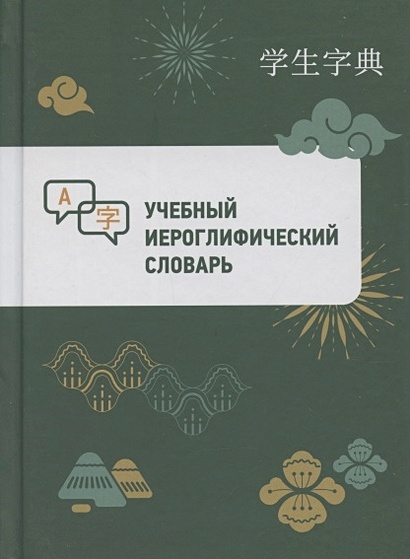 学生字典
А
字
УЧЕБНЫЙ
ИЕРОГЛИФИЧЕСКИЙ
СЛОВАРЬ